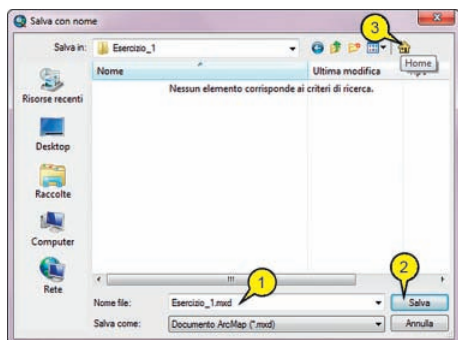 Salva con nome
3
Salva in: Esercizio_1
Home
Nome Ultima modifica
Nessun elemento corrisponde ai criteri di ricerca.
Risorse recenti
Desktop
Raccolte
Computer
Rete
1
2
Nome file: Esercizio_1.mxd Salva
Salva come: Documento ArcMap (*.mxd) Annulla